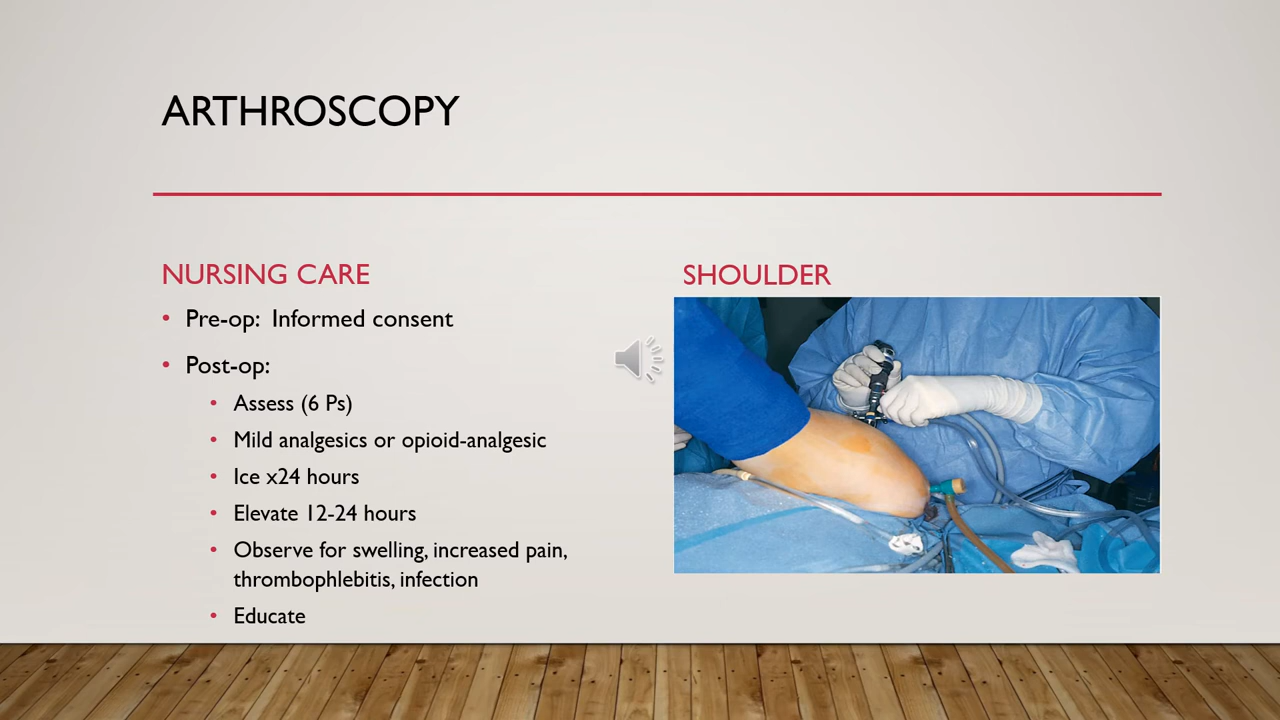 ARTHROSCOPY
NURSING CARE
• Pre-op: Informed consent
• Post-op:
• Assess (6 Ps)
• Mild analgesics or opioid-analgesic
• Ice x24 hours
• Elevate 12-24 hours
• Observe for swelling, increased pain,
thrombophlebitis, infection
• Educate
SHOULDER